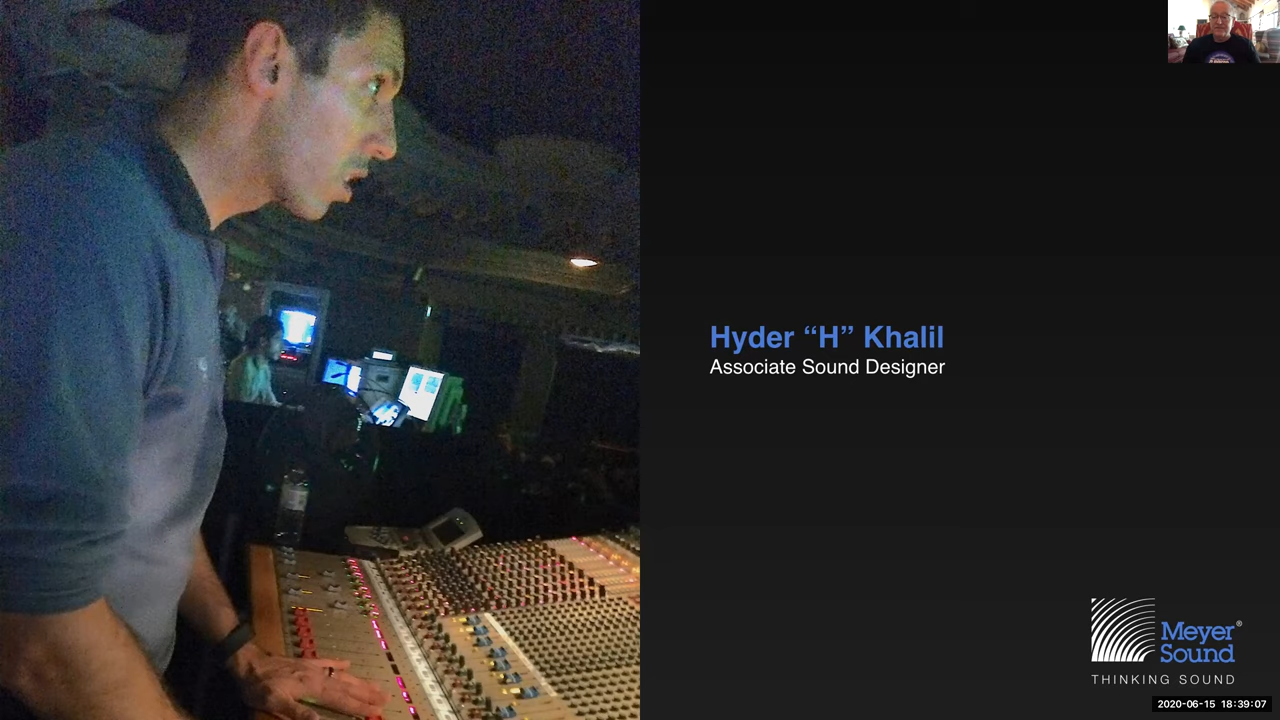 Hyder “H” Khalil
Associate Sound Designer
Meyer®
Sound
THINKING SOUND
2020-06-15 18:39:07